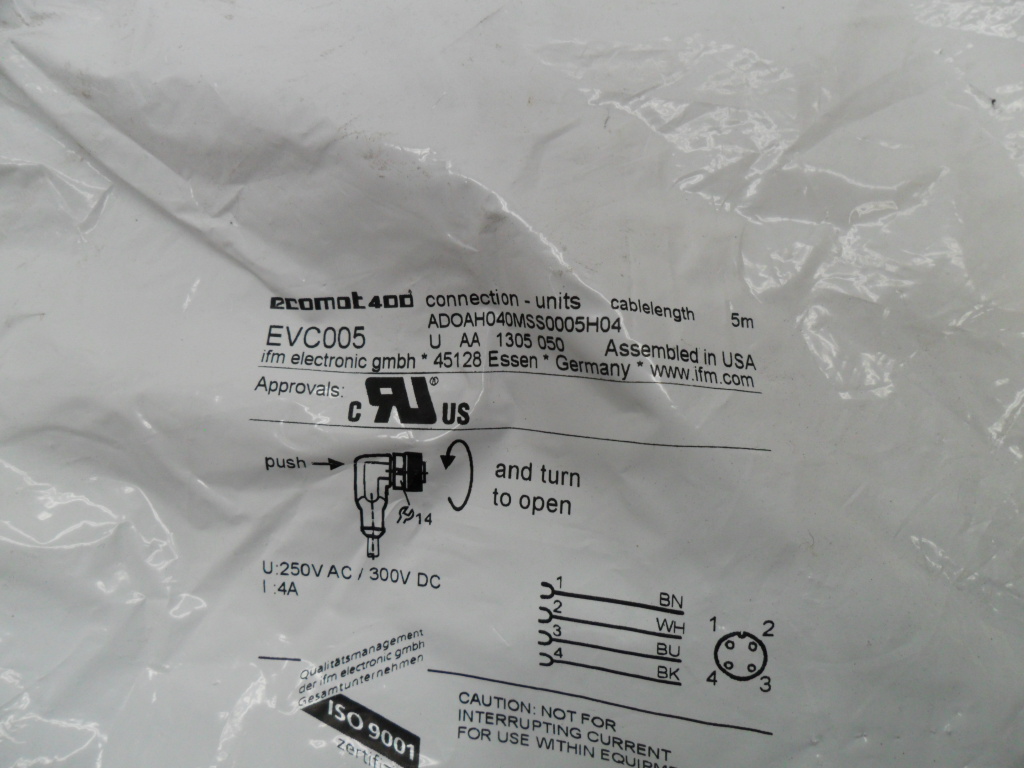 ecomat 400 connection - units cablelength 5m
EVC005 ADOAH040MSS0005H04
U AA 1305 050 Assembled in USA
ifm electronic gmbh * 45128 Essen * Germany * www.ifm.com
Approvals: C RU ® US
push and turn
to open
14
U:250V AC / 300V DC
I :4A
1 BN
2 WH
3 BU
4 BK
1 2
4 3
Qualitätsmanagement
der ifm electronic gmbh
Gesamtunternehmen
ISO 9001
CAUTION: NOT FOR
INTERRUPTING CURRENT
FOR USE WITHIN